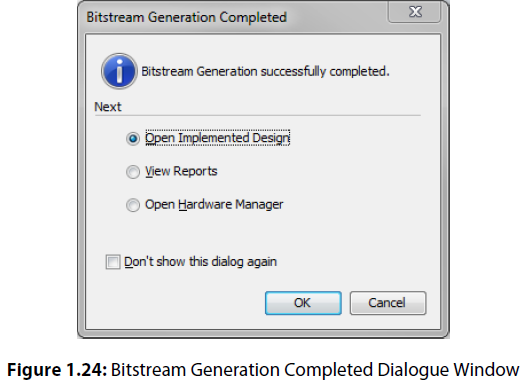 Bitstream Generation Completed
Bitstream Generation successfully completed.
Next
Open Implemented Design
View Reports
Open Hardware Manager
Don't show this dialog again
OK
Cancel
Figure 1.24: Bitstream Generation Completed Dialogue Window